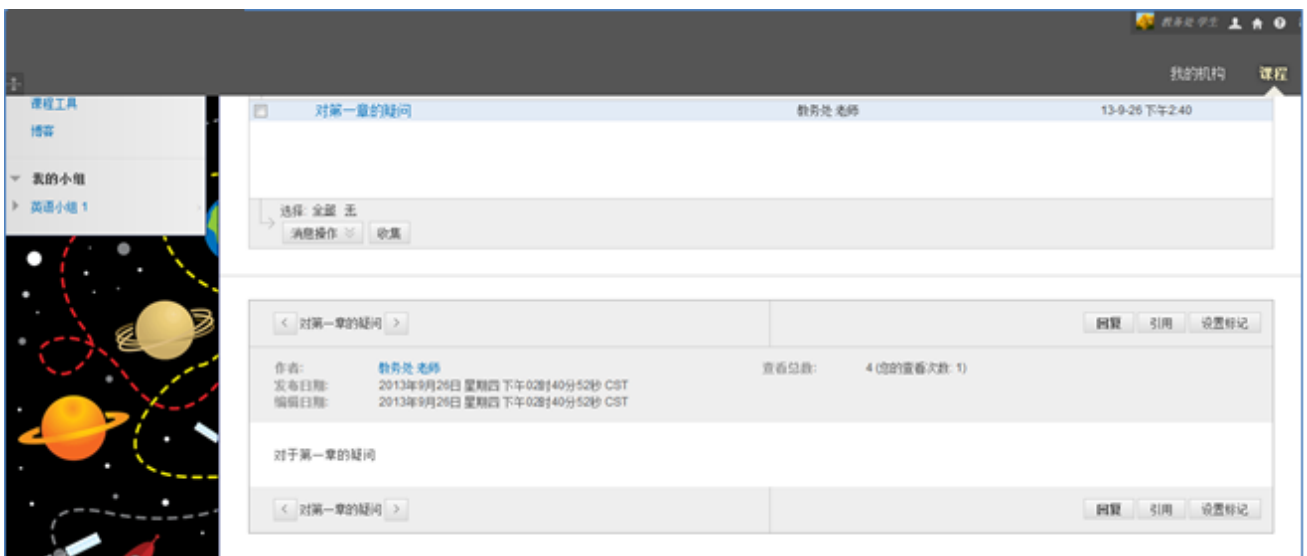 教务处 学生
我的机构 课程
课程工具
博客
我的小组
英语小组 1
对第一章的疑问 教务处 老师 13-9-26 下午2:40
选择: 全部 无
消息操作 收集
< 对第一章的疑问 > 回复 引用 设置标记
作者: 教务处 老师 查看总数: 4 (您的查看次数: 1)
发布日期: 2013年9月26日 星期四 下午02时40分52秒 CST
编辑日期: 2013年9月26日 星期四 下午02时40分52秒 CST
对于第一章的疑问
< 对第一章的疑问 > 回复 引用 设置标记